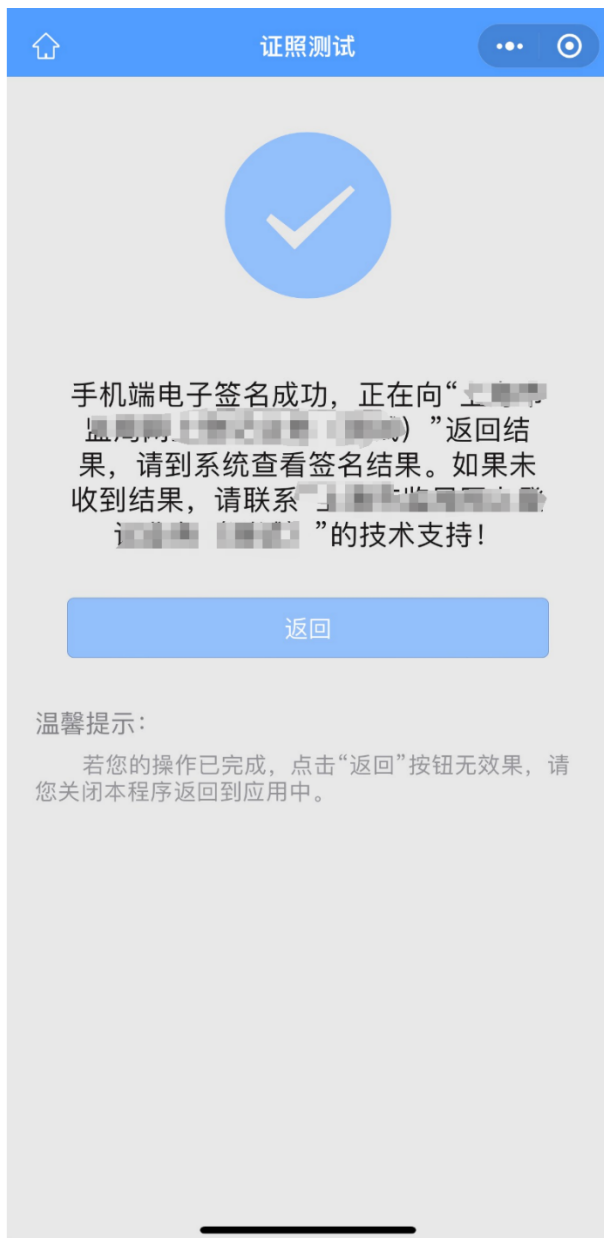 证照测试
手机端电子签名成功，正在向“
”返回结
果，请到系统查看签名结果。如果未
收到结果，请联系“
”的技术支持！
返回
温馨提示：
若您的操作已完成，点击“返回”按钮无效果，请
您关闭本程序返回到应用中。